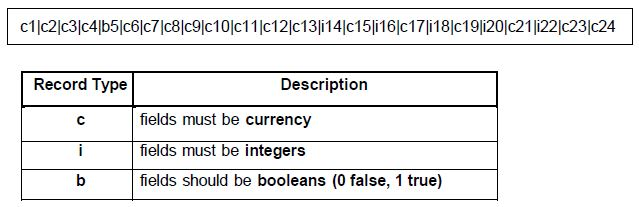 c1|c2|c3|c4|b5|c6|c7|c8|c9|c10|c11|c12|c13|i14|c15|i16|c17|i18|c19|i20|c21|i22|c23|c24
Record Type Description
c fields must be currency
i fields must be integers
b fields should be booleans (0 false, 1 true)